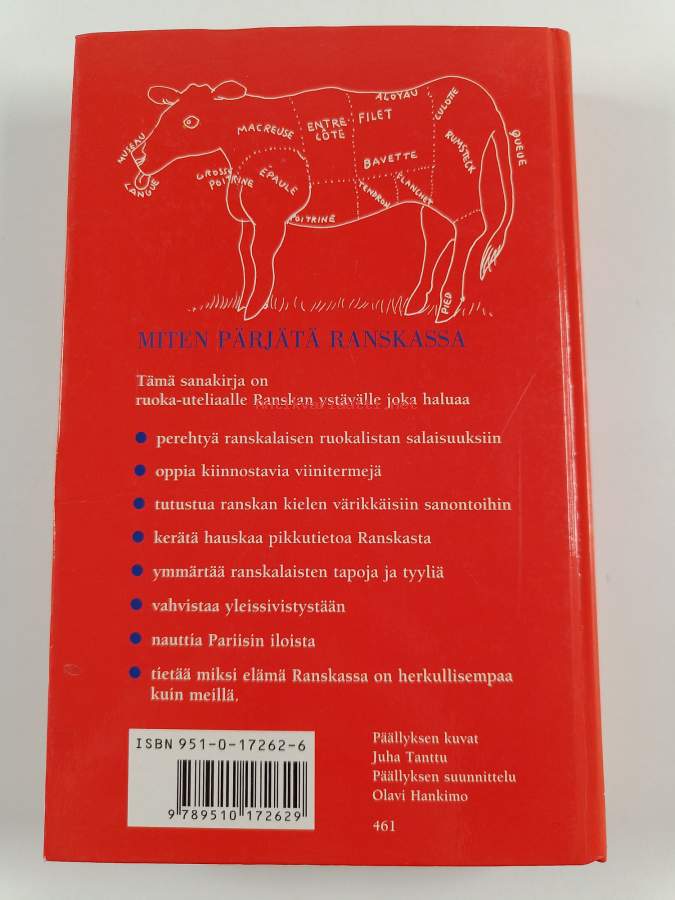 MUSEAU
LANGUE
GROSSE
POITRINE
MACREUSE
ÉPAULE
POITRINE
ENTRE-
CÔTE
ALOYAU
FILET
BAVETTE
TENDRON
PLANCHET
CULOTTE
RUMSTECK
QUEUE
PIED
MITEN PÄRJÄTÄ RANSKASSA
Tämä sanakirja on
ruoka-uteliaalle Ranskan ystävälle joka haluaa
antikvariaatti.net
• perehtyä ranskalaisen ruokalistan salaisuuksiin
• oppia kiinnostavia viinitermejä
• tutustua ranskan kielen värikkäisiin sanontoihin
• kerätä hauskaa pikkutietoa Ranskasta
• ymmärtää ranskalaisten tapoja ja tyyliä
• vahvistaa yleissivistystään
• nauttia Pariisin iloista
• tietää miksi elämä Ranskassa on herkullisempaa
kuin meillä.
ISBN 951-0-17262-6
9 789510 172629
Päällyksen kuvat
Juha Tanttu
Päällyksen suunnittelu
Olavi Hankimo
461